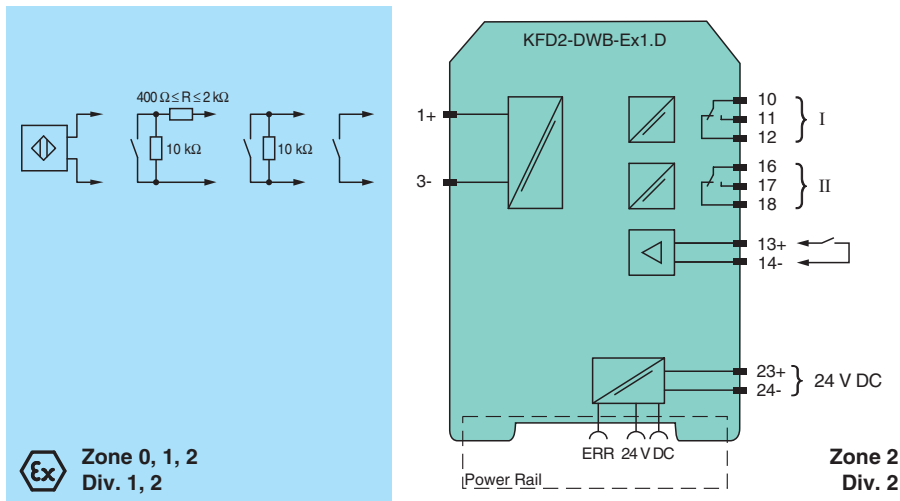 KFD2-DWB-Ex1.D
400 Ω ≤ R ≤ 2 kΩ
10 kΩ
10 kΩ
1+
3-
10
11
12
I
16
17
18
II
13+
14-
23+
24-
24 V DC
ERR 24 V DC
Power Rail
Ex
Zone 0, 1, 2
Div. 1, 2
Zone 2
Div. 2